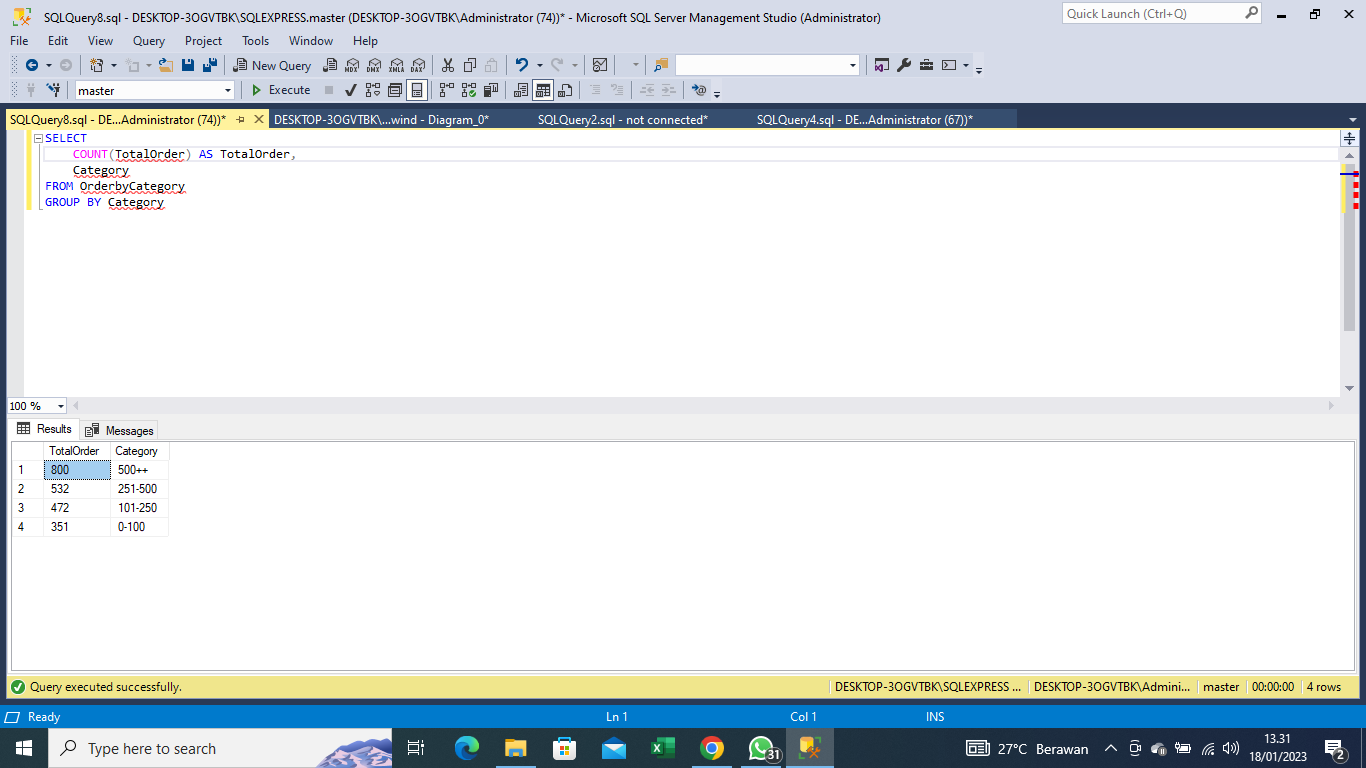 SQLQuery8.sql - DESKTOP-3OGVTBK\SQLEXPRESS.master (DESKTOP-3OGVTBK\Administrator (74))* - Microsoft SQL Server Management Studio (Administrator)
Quick Launch (Ctrl+Q)
File Edit View Query Project Tools Window Help
New Query MDX DMX XMLA DAX
master Execute
SQLQuery8.sql - DE...Administrator (74))* DESKTOP-3OGVTBK\...wind - Diagram_0* SQLQuery2.sql - not connected* SQLQuery4.sql - DE...Administrator (67))*
SELECT
COUNT(TotalOrder) AS TotalOrder,
Category
FROM OrderbyCategory
GROUP BY Category
100 %
Results Messages
TotalOrder Category
1 800 500++
2 532 251-500
3 472 101-250
4 351 0-100
Query executed successfully. DESKTOP-3OGVTBK\SQLEXPRESS ... DESKTOP-3OGVTBK\Admini... master 00:00:00 4 rows
Ready Ln 1 Col 1 INS
Type here to search 31 27°C Berawan 13.31
18/01/2023 2